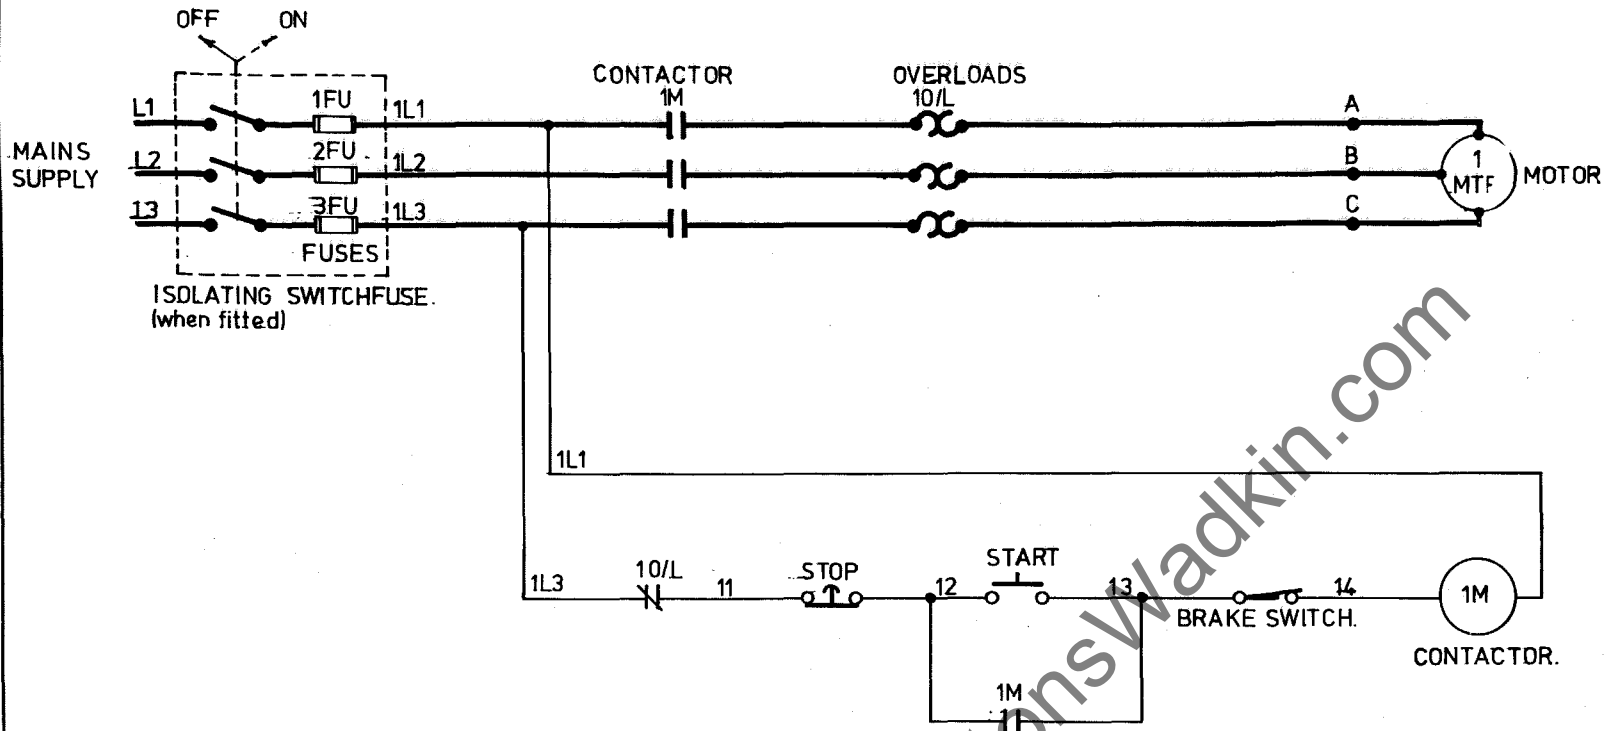 OFF ON
CONTACTOR
1M
OVERLOADS
10/L
L1 1FU 1L1 A
MAINS
SUPPLY
L2 2FU 1L2 B
1
MTF
MOTOR
L3 3FU 1L3 C
FUSES
ISOLATING SWITCHFUSE.
(when fitted)
1L1
1L3 10/L 11 STOP 12 START 13 14 1M
BRAKE SWITCH.
CONTACTOR.
1M
onsWadkin.com